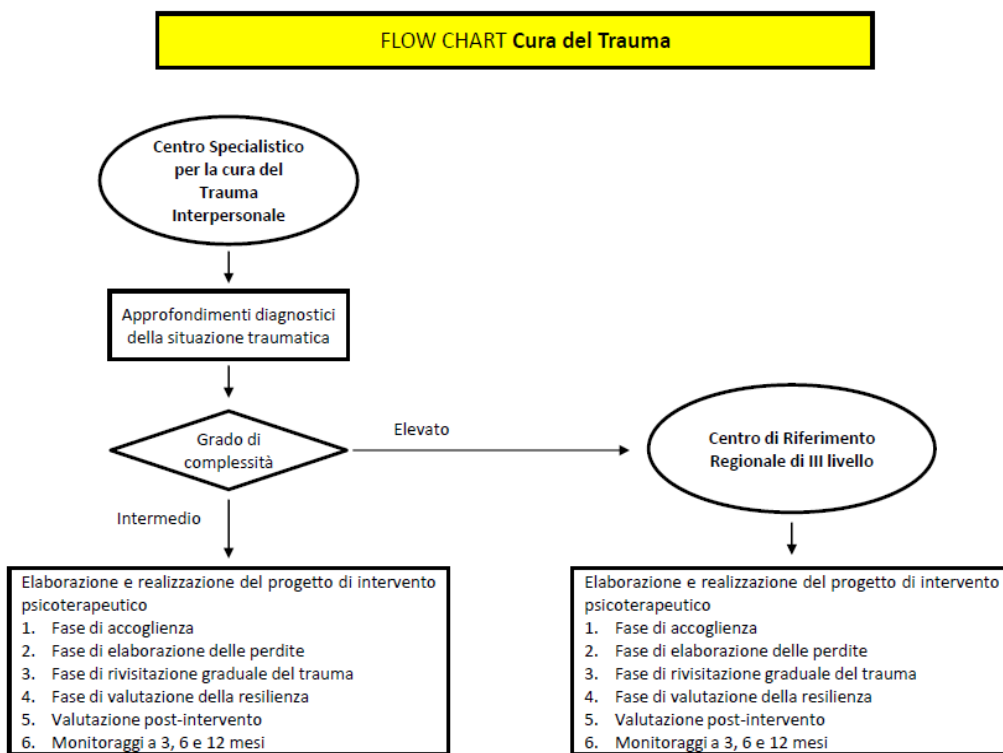 FLOW CHART Cura del Trauma
Centro Specialistico
per la cura del
Trauma
Interpersonale
Approfondimenti diagnostici
della situazione traumatica
Grado di
complessità
Elevato
Centro di Riferimento
Regionale di III livello
Intermedio
Elaborazione e realizzazione del progetto di intervento
psicoterapeutico
1. Fase di accoglienza
2. Fase di elaborazione delle perdite
3. Fase di rivisitazione graduale del trauma
4. Fase di valutazione della resilienza
5. Valutazione post-intervento
6. Monitoraggi a 3, 6 e 12 mesi
Elaborazione e realizzazione del progetto di intervento
psicoterapeutico
1. Fase di accoglienza
2. Fase di elaborazione delle perdite
3. Fase di rivisitazione graduale del trauma
4. Fase di valutazione della resilienza
5. Valutazione post-intervento
6. Monitoraggi a 3, 6 e 12 mesi